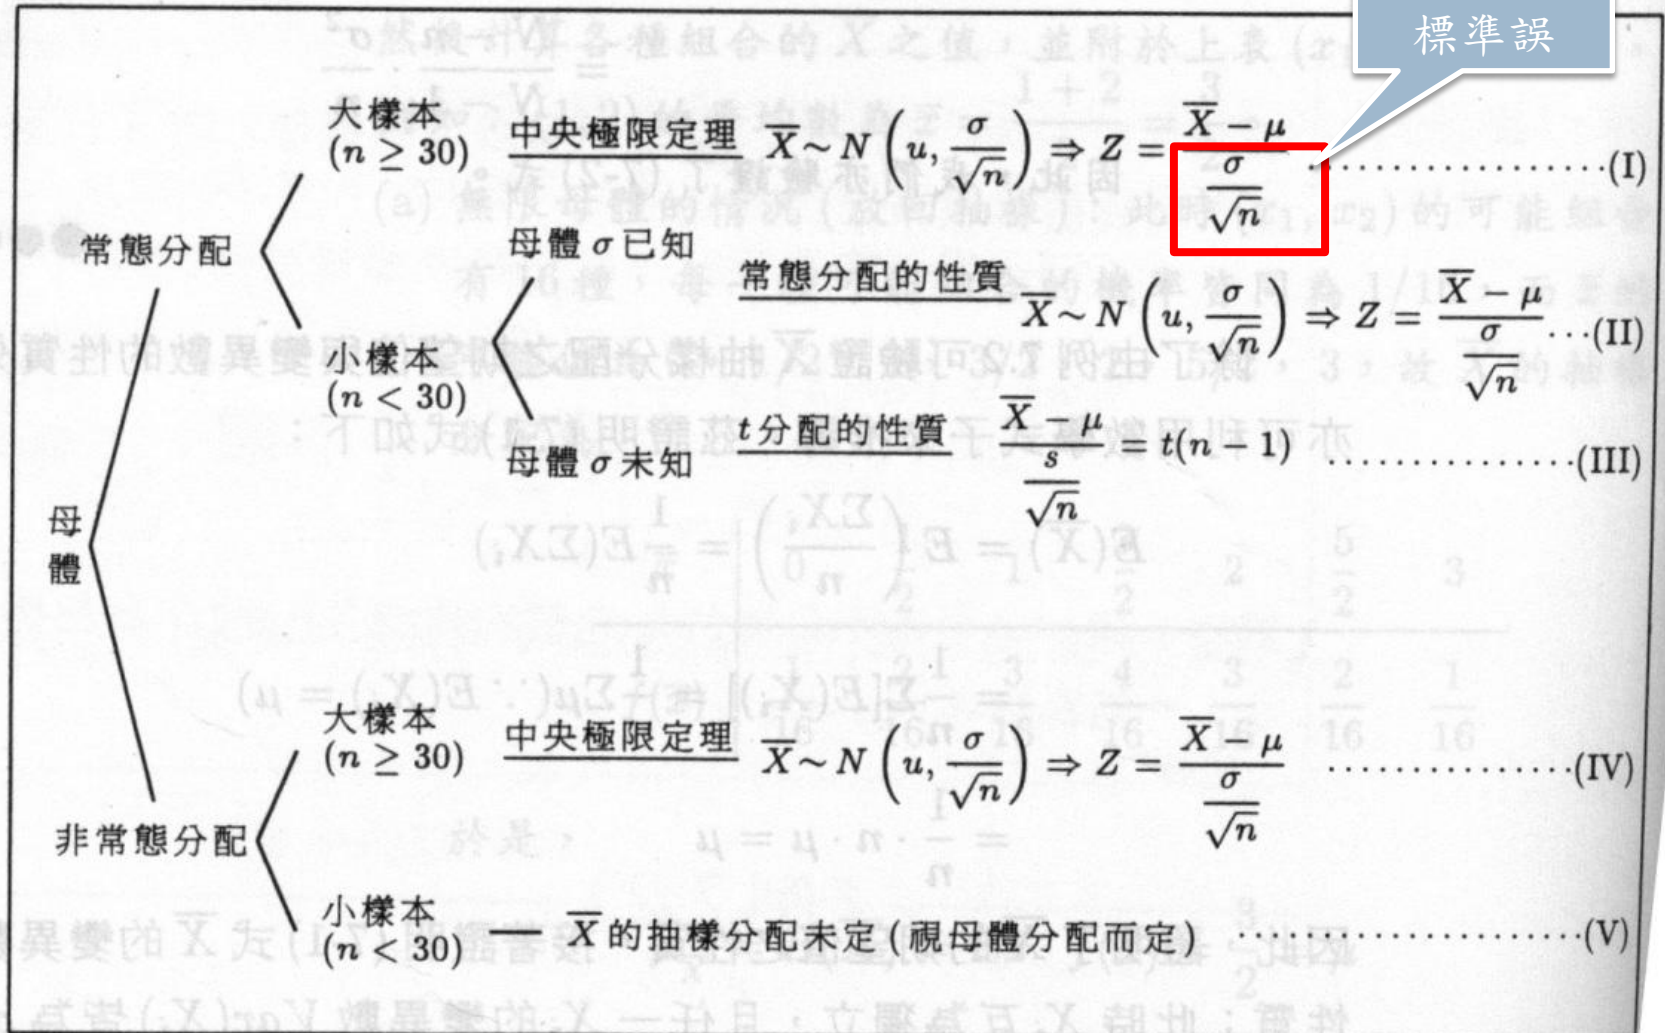 標準誤
大樣本
(n ≥ 30) 中央極限定理 X̄ ~ N(u, σ/√n) ⇒ Z = (X̄ − μ)/(σ/√n) ··················(I)
常態分配
母體 σ 已知
常態分配的性質
X̄ ~ N(u, σ/√n) ⇒ Z = (X̄ − μ)/(σ/√n) ···(II)
小樣本
(n < 30)
母體 σ 未知 t分配的性質 (X̄ − μ)/(s/√n) = t(n − 1) ···············(III)
母
體
大樣本
(n ≥ 30) 中央極限定理 X̄ ~ N(u, σ/√n) ⇒ Z = (X̄ − μ)/(σ/√n) ···············(IV)
非常態分配
小樣本
(n < 30) — X̄ 的抽樣分配未定 (視母體分配而定) ··················(V)